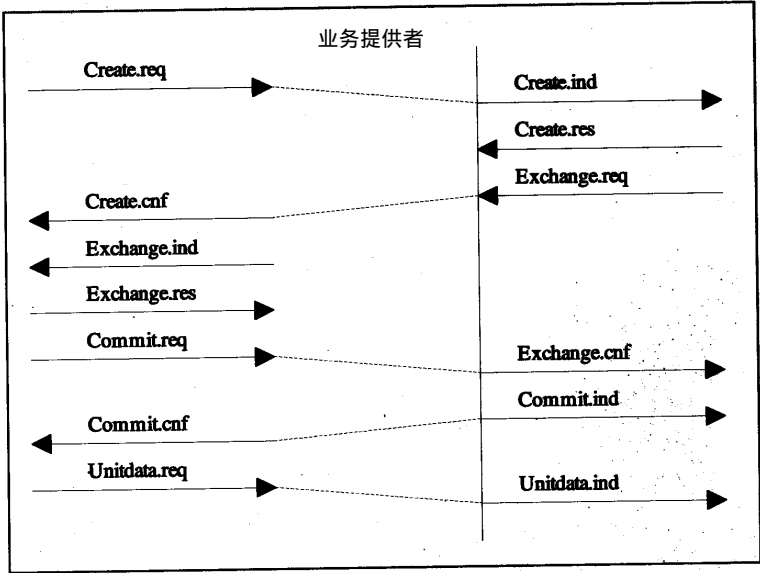 业务提供者
Create.req
Create.ind
Create.res
Exchange.req
Create.cnf
Exchange.ind
Exchange.res
Commit.req
Exchange.cnf
Commit.ind
Commit.cnf
Unitdata.req
Unitdata.ind